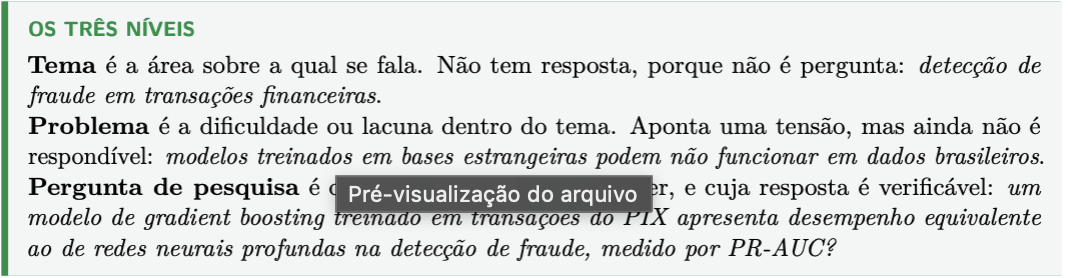 OS TRÊS NÍVEIS
Tema é a área sobre a qual se fala. Não tem resposta, porque não é pergunta: detecção de
fraude em transações financeiras.
Problema é a dificuldade ou lacuna dentro do tema. Aponta uma tensão, mas ainda não é
respondível: modelos treinados em bases estrangeiras podem não funcionar em dados brasileiros.
Pergunta de pesquisa é Pré-visualização do arquivo e cuja resposta é verificável: um
modelo de gradient boosting treinado em transações do PIX apresenta desempenho equivalente
ao de redes neurais profundas na detecção de fraude, medido por PR-AUC?